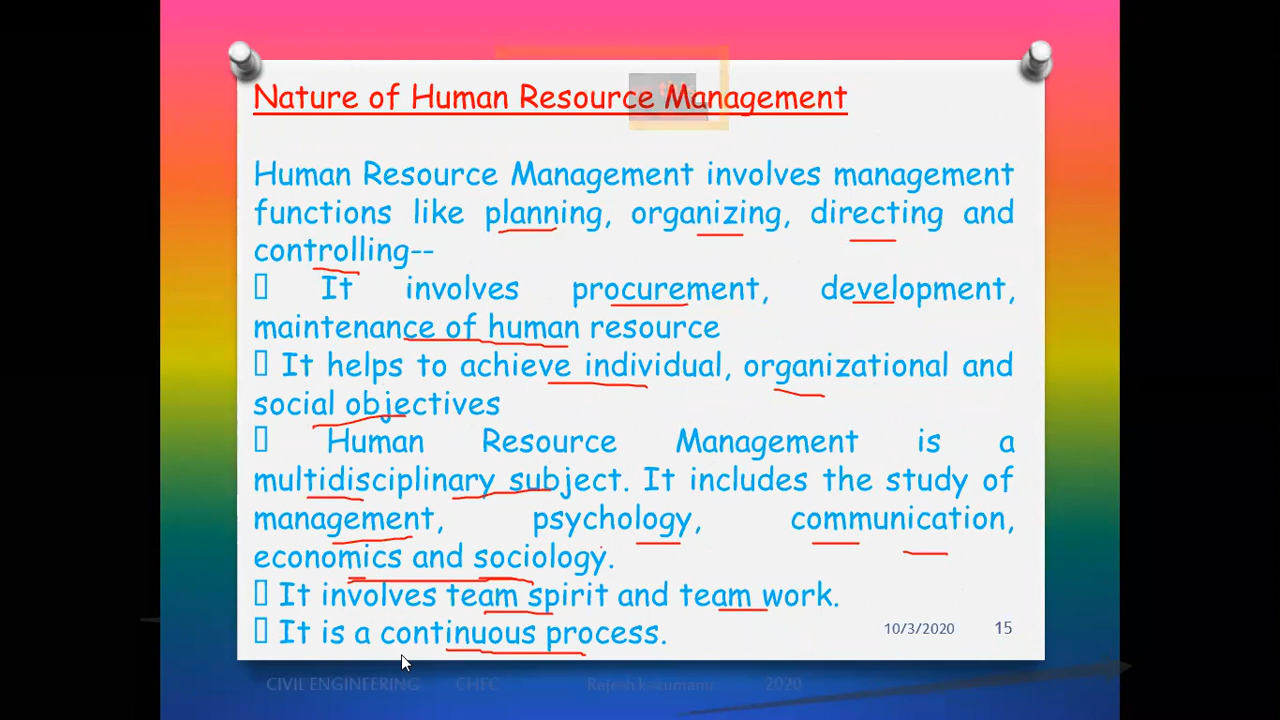 Nature of Human Resource Management
Human Resource Management involves management
functions like planning, organizing, directing and
controlling--
It involves procurement, development,
maintenance of human resource
It helps to achieve individual, organizational and
social objectives
Human Resource Management is a
multidisciplinary subject. It includes the study of
management, psychology, communication,
economics and sociology.
It involves team spirit and team work.
It is a continuous process.
10/3/2020 15
CIVIL ENGINEERING CHEC Rajesh kakumanu 2020